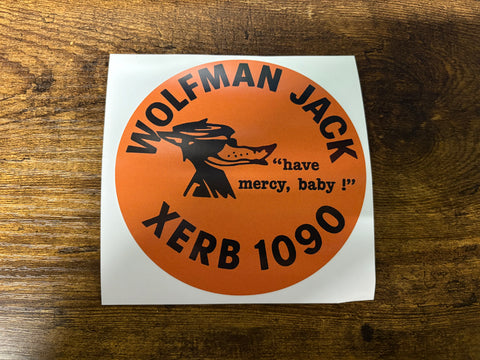 WOLFMAN JACK
"have
mercy, baby !"
XERB 1090